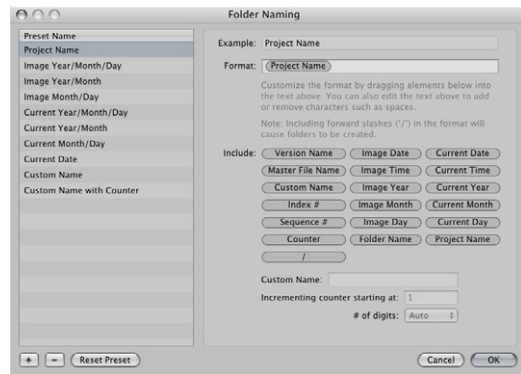 Folder Naming
Preset Name
Project Name
Image Year/Month/Day
Image Year/Month
Image Month/Day
Current Year/Month/Day
Current Year/Month
Current Month/Day
Current Date
Custom Name
Custom Name with Counter
+ − Reset Preset
Example: Project Name
Format: Project Name
Customize the format by dragging elements below into
the text above. You can also edit the text above to add
or remove characters such as spaces.
Note: Including forward slashes ('/') in the format will
cause folders to be created.
Include: Version Name Image Date Current Date
Master File Name Image Time Current Time
Custom Name Image Year Current Year
Index # Image Month Current Month
Sequence # Image Day Current Day
Counter Folder Name Project Name
/
Custom Name:
Incrementing counter starting at: 1
# of digits: Auto
Cancel OK